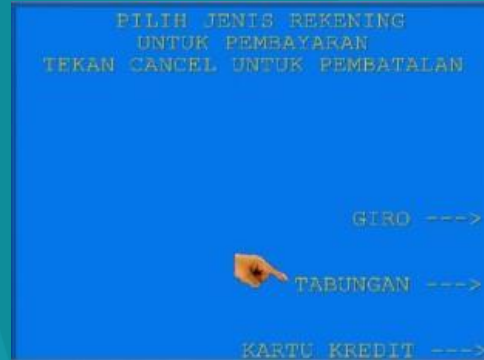 PILIH JENIS REKENING
UNTUK PEMBAYARAN
TEKAN CANCEL UNTUK PEMBATALAN
GIRO --->
TABUNGAN --->
KARTU KREDIT --->